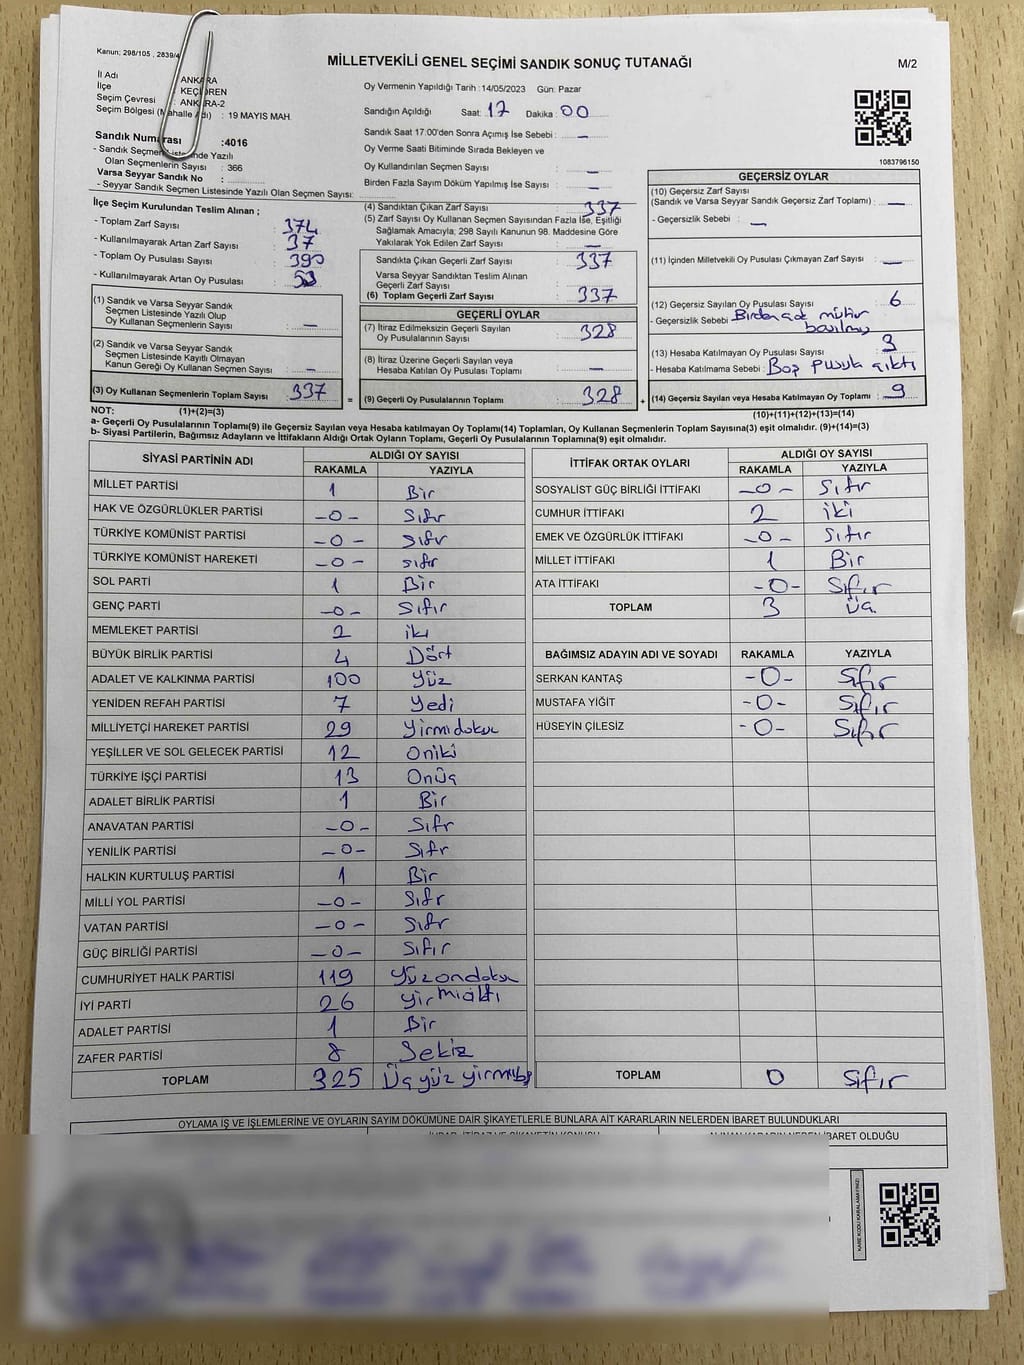 Kanun; 298/105 , 2839/4
MİLLETVEKİLİ GENEL SEÇİMİ SANDIK SONUÇ TUTANAĞI
M/2
İl Adı ANKARA
İlçe KEÇİÖREN
Seçim Çevresi : ANKARA-2
Seçim Bölgesi (Mahalle Adı) : 19 MAYIS MAH.
Oy Vermenin Yapıldığı Tarih : 14/05/2023 Gün: Pazar
Sandığın Açıldığı Saat: 17 Dakika : 00
Sandık Saat 17:00'den Sonra Açımış İse Sebebi : —
Oy Verme Saati Bitiminde Sırada Bekleyen ve
Oy Kullandırılan Seçmen Sayısı : —
Birden Fazla Sayım Döküm Yapılmış İse Sayısı : —
1083796150
Sandık Numarası :4016
- Sandık Seçmen Listesinde Yazılı
Olan Seçmenlerin Sayısı : 366
Varsa Seyyar Sandık No :
- Seyyar Sandık Seçmen Listesinde Yazılı Olan Seçmen Sayısı:
İlçe Seçim Kurulundan Teslim Alınan ;
- Toplam Zarf Sayısı : 374
- Kullanılmayarak Artan Zarf Sayısı : 37
- Toplam Oy Pusulası Sayısı : 390
- Kullanılmayarak Artan Oy Pusulası : 53
(1) Sandık ve Varsa Seyyar Sandık
Seçmen Listesinde Yazılı Olup
Oy Kullanan Seçmenlerin Sayısı : —
(2) Sandık ve Varsa Seyyar Sandık
Seçmen Listesinde Kayıtlı Olmayan
Kanun Gereği Oy Kullanan Seçmen Sayısı : —
(3) Oy Kullanan Seçmenlerin Toplam Sayısı : 337 =
(4) Sandıktan Çıkan Zarf Sayısı : 337
(5) Zarf Sayısı Oy Kullanan Seçmen Sayısından Fazla İse, Eşitliği
Sağlamak Amacıyla, 298 Sayılı Kanunun 98. Maddesine Göre
Yakılarak Yok Edilen Zarf Sayısı : —
Sandıkta Çıkan Geçerli Zarf Sayısı : 337
Varsa Seyyar Sandıktan Teslim Alınan
Geçerli Zarf Sayısı :
(6) Toplam Geçerli Zarf Sayısı : 337
GEÇERLİ OYLAR
(7) İtiraz Edilmeksizin Geçerli Sayılan
Oy Pusulalarının Sayısı : 328
(8) İtiraz Üzerine Geçerli Sayılan veya
Hesaba Katılan Oy Pusulası Toplamı : —
(9) Geçerli Oy Pusulalarının Toplamı : 328 +
GEÇERSİZ OYLAR
(10) Geçersiz Zarf Sayısı
(Sandık ve Varsa Seyyar Sandık Geçersiz Zarf Toplamı) : —
- Geçersizlik Sebebi : —
(11) İçinden Milletvekili Oy Pusulası Çıkmayan Zarf Sayısı : —
(12) Geçersiz Sayılan Oy Pusulası Sayısı : 6
- Geçersizlik Sebebi : Birden çok mühür
basılmış
(13) Hesaba Katılmayan Oy Pusulası Sayısı : 3
- Hesaba Katılmama Sebebi : Boş pusula çıktı
(14) Geçersiz Sayılan veya Hesaba Katılmayan Oy Toplamı : 9
NOT: (1)+(2)=(3)
(10)+(11)+(12)+(13)=(14)
a- Geçerli Oy Pusulalarının Toplamı(9) ile Geçersiz Sayılan veya Hesaba Katılmayan Oy Toplamı(14) Toplamları, Oy Kullanan Seçmenlerin Toplam Sayısına(3) eşit olmalıdır. (9)+(14)=(3)
b- Siyasi Partilerin, Bağımsız Adayların ve İttifakların Aldığı Ortak Oyların Toplamı, Geçerli Oy Pusulalarının Toplamına(9) eşit olmalıdır.
SİYASİ PARTİNİN ADI ALDIĞI OY SAYISI
RAKAMLA YAZIYLA
MİLLET PARTİSİ 1 Bir
HAK VE ÖZGÜRLÜKLER PARTİSİ -0- Sıfır
TÜRKİYE KOMÜNİST PARTİSİ -0- Sıfır
TÜRKİYE KOMÜNİST HAREKETİ -0- sıfır
SOL PARTİ 1 Bir
GENÇ PARTİ -0- Sıfır
MEMLEKET PARTİSİ 2 iki
BÜYÜK BİRLİK PARTİSİ 4 Dört
ADALET VE KALKINMA PARTİSİ 100 Yüz
YENİDEN REFAH PARTİSİ 7 Yedi
MİLLİYETÇİ HAREKET PARTİSİ 29 Yirmidokuz
YEŞİLLER VE SOL GELECEK PARTİSİ 12 Oniki
TÜRKİYE İŞÇİ PARTİSİ 13 Onüç
ADALET BİRLİK PARTİSİ 1 Bir
ANAVATAN PARTİSİ -0- Sıfır
YENİLİK PARTİSİ -0- Sıfır
HALKIN KURTULUŞ PARTİSİ 1 Bir
MİLLİ YOL PARTİSİ -0- Sıfır
VATAN PARTİSİ -0- Sıfır
GÜÇ BİRLİĞİ PARTİSİ -0- Sıfır
CUMHURİYET HALK PARTİSİ 119 Yüzondokuz
İYİ PARTİ 26 yirmialtı
ADALET PARTİSİ 1 Bir
ZAFER PARTİSİ 8 Sekiz
TOPLAM 325 Üçyüz yirmibeş
İTTİFAK ORTAK OYLARI ALDIĞI OY SAYISI
RAKAMLA YAZIYLA
SOSYALİST GÜÇ BİRLİĞİ İTTİFAKI -0- Sıfır
CUMHUR İTTİFAKI 2 iki
EMEK VE ÖZGÜRLÜK İTTİFAKI -0- Sıfır
MİLLET İTTİFAKI 1 Bir
ATA İTTİFAKI -0- Sıfır
TOPLAM 3 Üç
BAĞIMSIZ ADAYIN ADI VE SOYADI RAKAMLA YAZIYLA
SERKAN KANTAŞ -0- Sıfır
MUSTAFA YİĞİT -0- Sıfır
HÜSEYİN ÇİLESİZ -0- Sıfır
TOPLAM 0 Sıfır
OYLAMA İŞ VE İŞLEMLERİNE VE OYLARIN SAYIM DÖKÜMÜNE DAİR ŞİKAYETLERLE BUNLARA AİT KARARLARIN NELERDEN İBARET BULUNDUKLARI
İBARET OLDUĞU